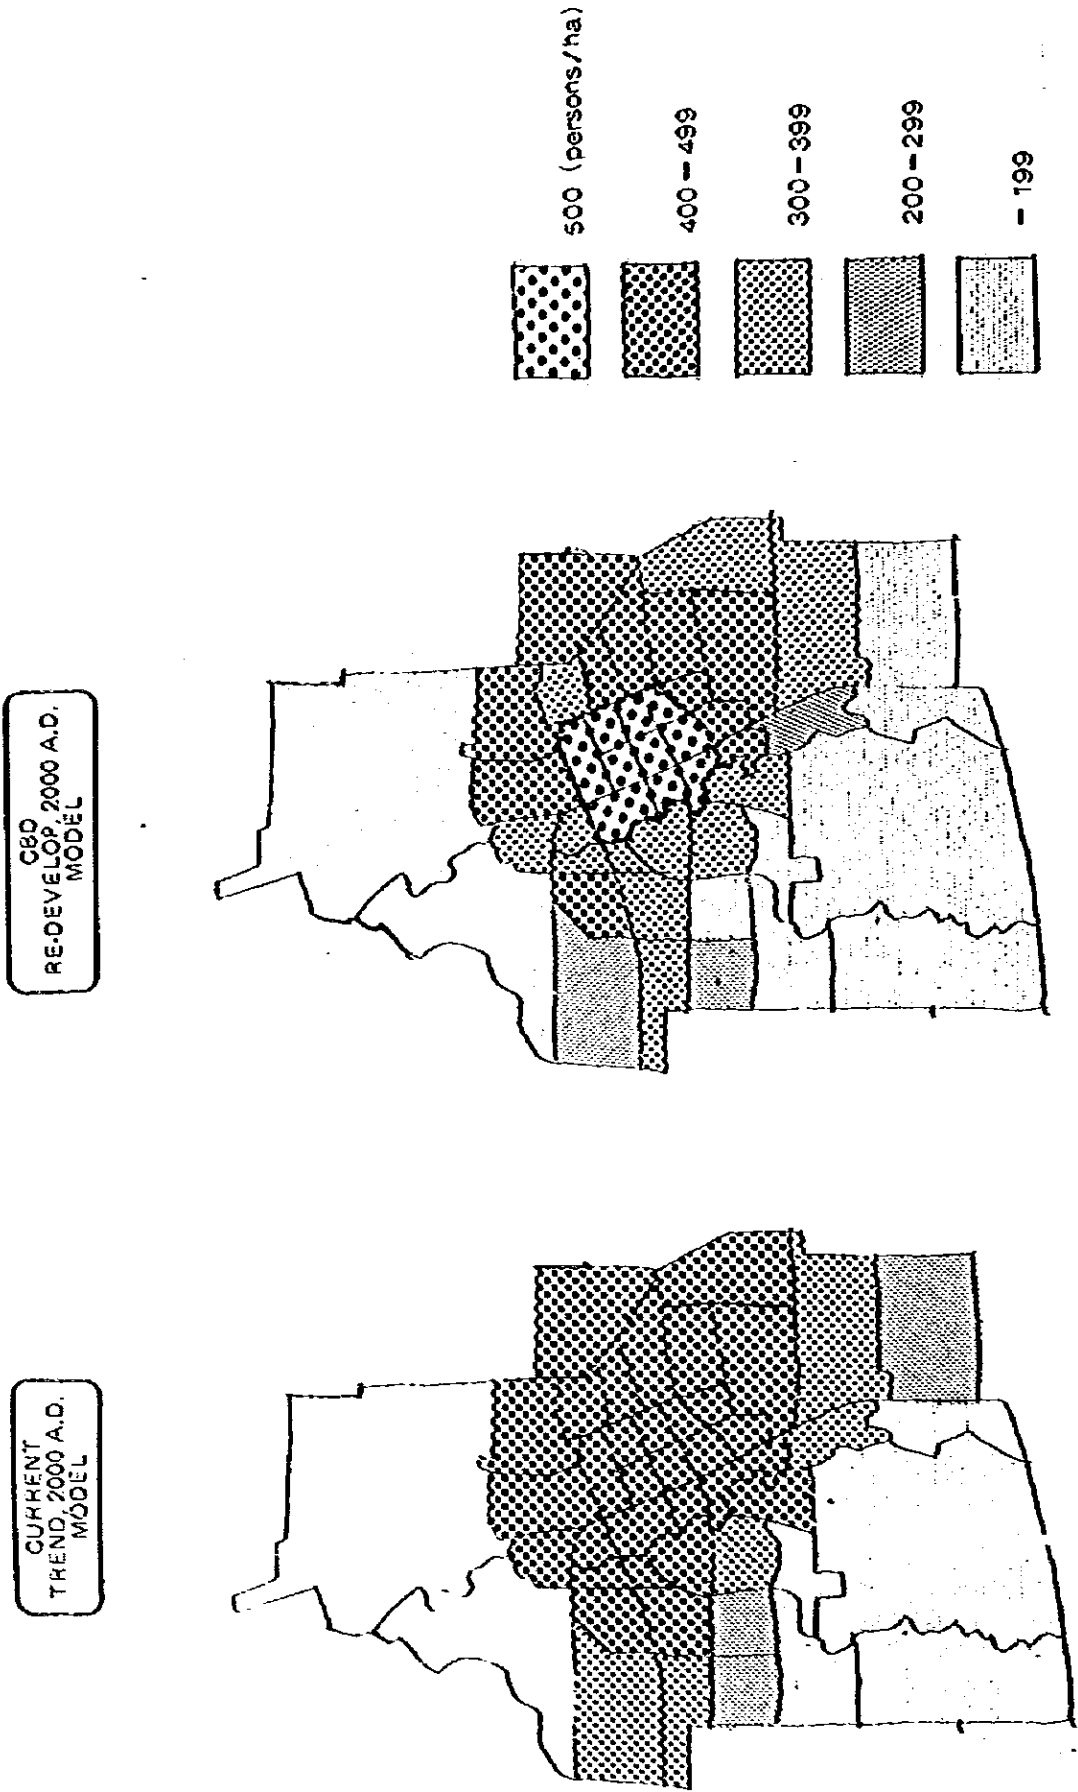 CURRENT
TREND, 2000 A.D.
MODEL
CBD
RE-DEVELOP, 2000 A.D.
MODEL
500 (persons/ha)
400-499
300-399
200-299
- 199